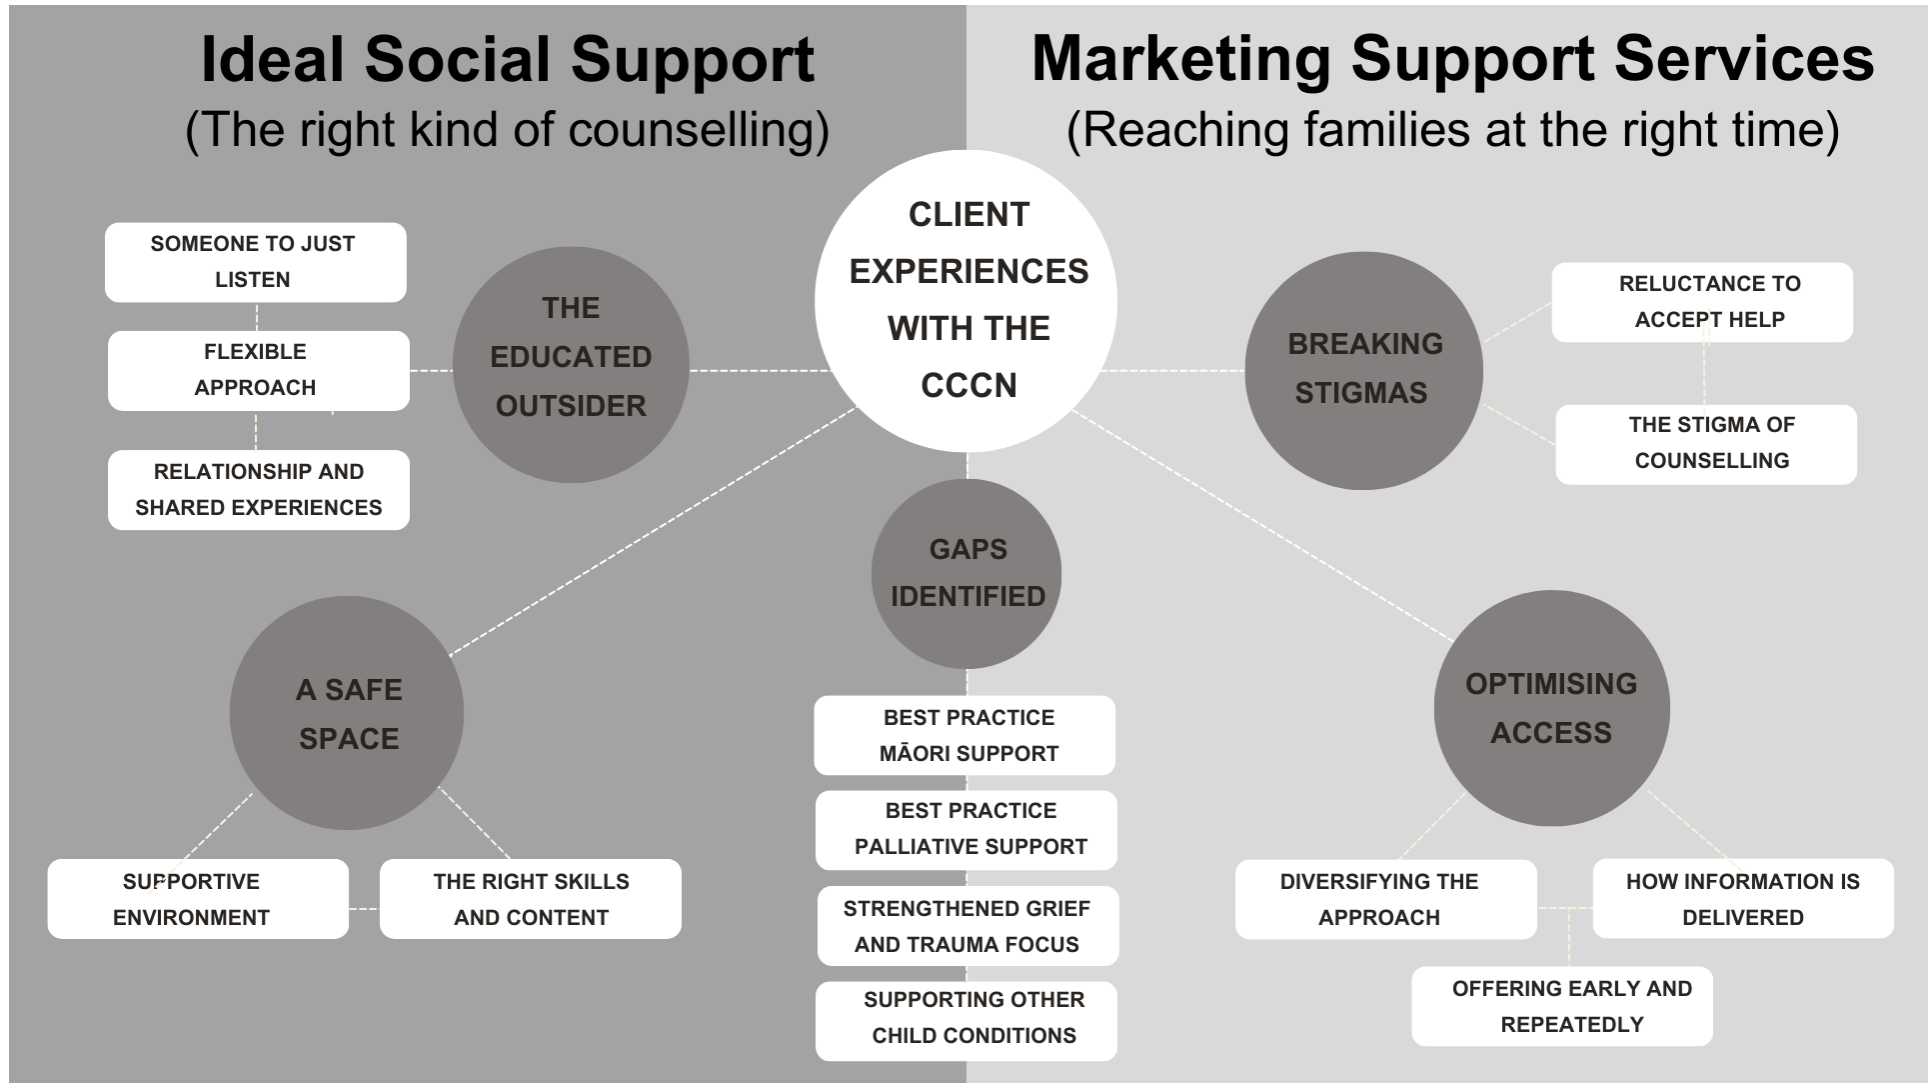 Ideal Social Support
(The right kind of counselling)
Marketing Support Services
(Reaching families at the right time)
CLIENT
EXPERIENCES
WITH THE
CCCN
THE
EDUCATED
OUTSIDER
SOMEONE TO JUST
LISTEN
FLEXIBLE
APPROACH
RELATIONSHIP AND
SHARED EXPERIENCES
A SAFE
SPACE
SUPPORTIVE
ENVIRONMENT
THE RIGHT SKILLS
AND CONTENT
GAPS
IDENTIFIED
BEST PRACTICE
MĀORI SUPPORT
BEST PRACTICE
PALLIATIVE SUPPORT
STRENGTHENED GRIEF
AND TRAUMA FOCUS
SUPPORTING OTHER
CHILD CONDITIONS
BREAKING
STIGMAS
RELUCTANCE TO
ACCEPT HELP
THE STIGMA OF
COUNSELLING
OPTIMISING
ACCESS
DIVERSIFYING THE
APPROACH
HOW INFORMATION IS
DELIVERED
OFFERING EARLY AND
REPEATEDLY